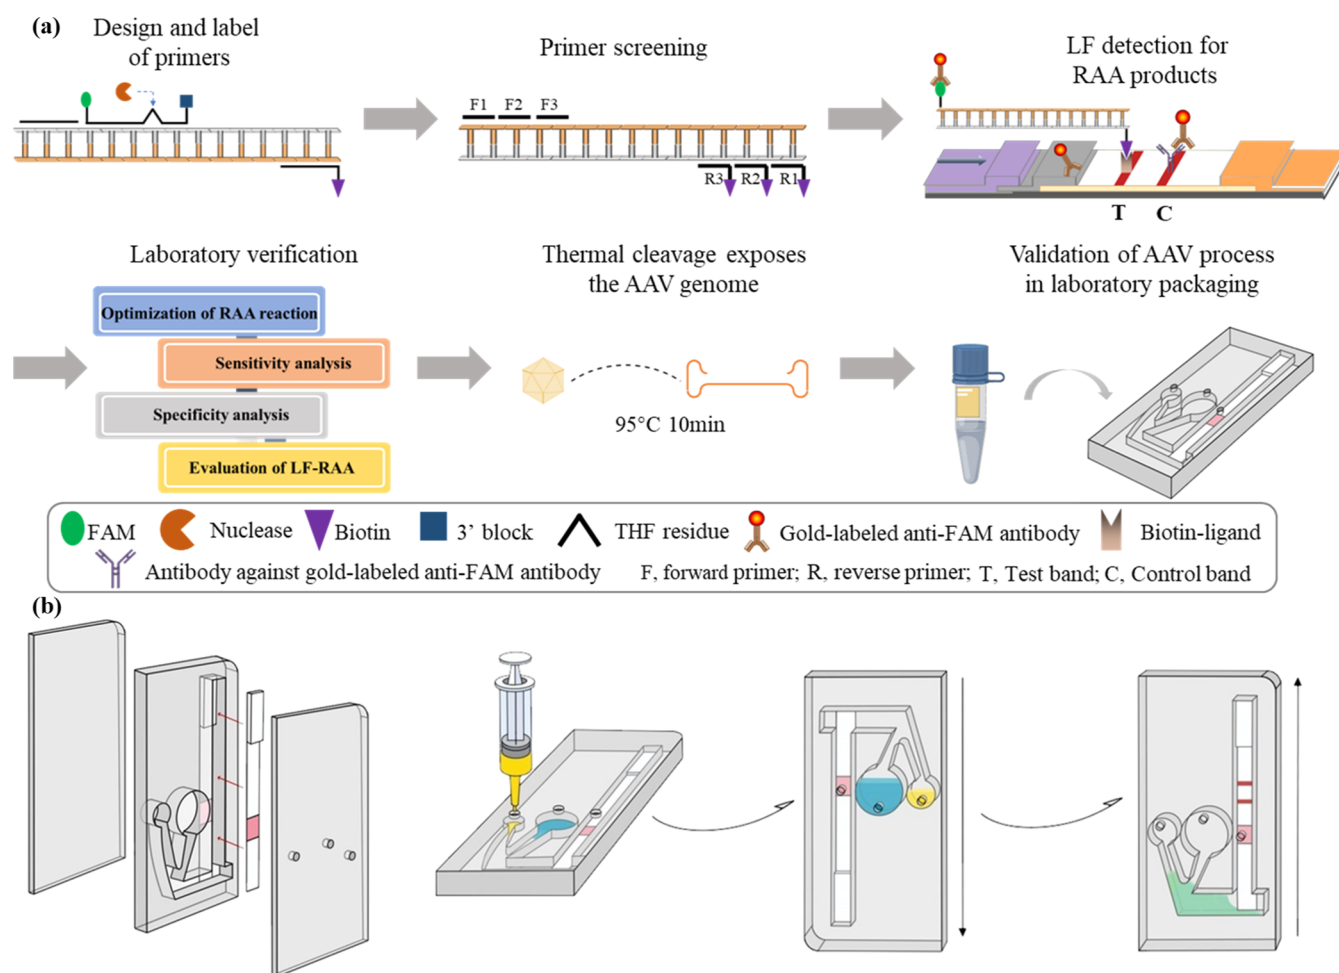 (a)
Design and label
of primers
Primer screening
LF detection for
RAA products
F1 F2 F3
R3 R2 R1
T C
Laboratory verification
Optimization of RAA reaction
Sensitivity analysis
Specificity analysis
Evaluation of LF-RAA
Thermal cleavage exposes
the AAV genome
95°C 10min
Validation of AAV process
in laboratory packaging
FAM Nuclease Biotin 3’ block THF residue Gold-labeled anti-FAM antibody Biotin-ligand
Antibody against gold-labeled anti-FAM antibody F, forward primer; R, reverse primer; T, Test band; C, Control band
(b)